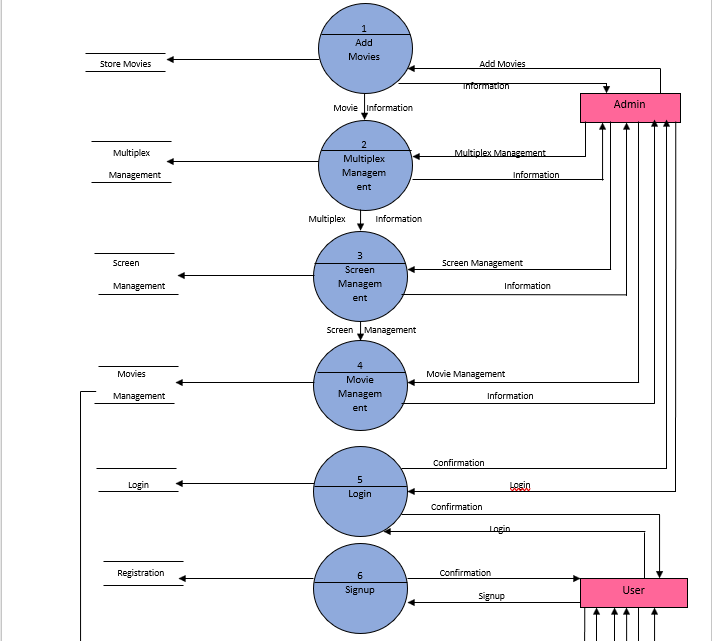 1
Add
Movies
Store Movies
Add Movies
Information
Admin
Movie Information
2
Multiplex
Managem
ent
Multiplex
Management
Multiplex Management
Information
Multiplex Information
3
Screen
Managem
ent
Screen
Management
Screen Management
Information
Screen Management
4
Movie
Managem
ent
Movies
Management
Movie Management
Information
5
Login
Login
Confirmation
Login
Confirmation
Login
6
Signup
Registration
Confirmation
Signup
User